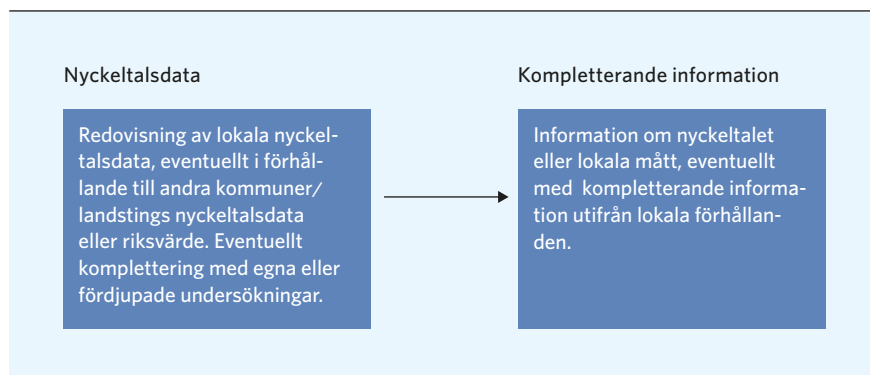 Nyckeltalsdata
Redovisning av lokala nyckel-
talsdata, eventuellt i förhål-
lande till andra kommuner/
landstings nyckeltalsdata
eller riksvärde. Eventuellt
komplettering med egna eller
fördjupade undersökningar.
Kompletterande information
Information om nyckeltalet
eller lokala mått, eventuellt
med kompletterande informa-
tion utifrån lokala förhållan-
den.